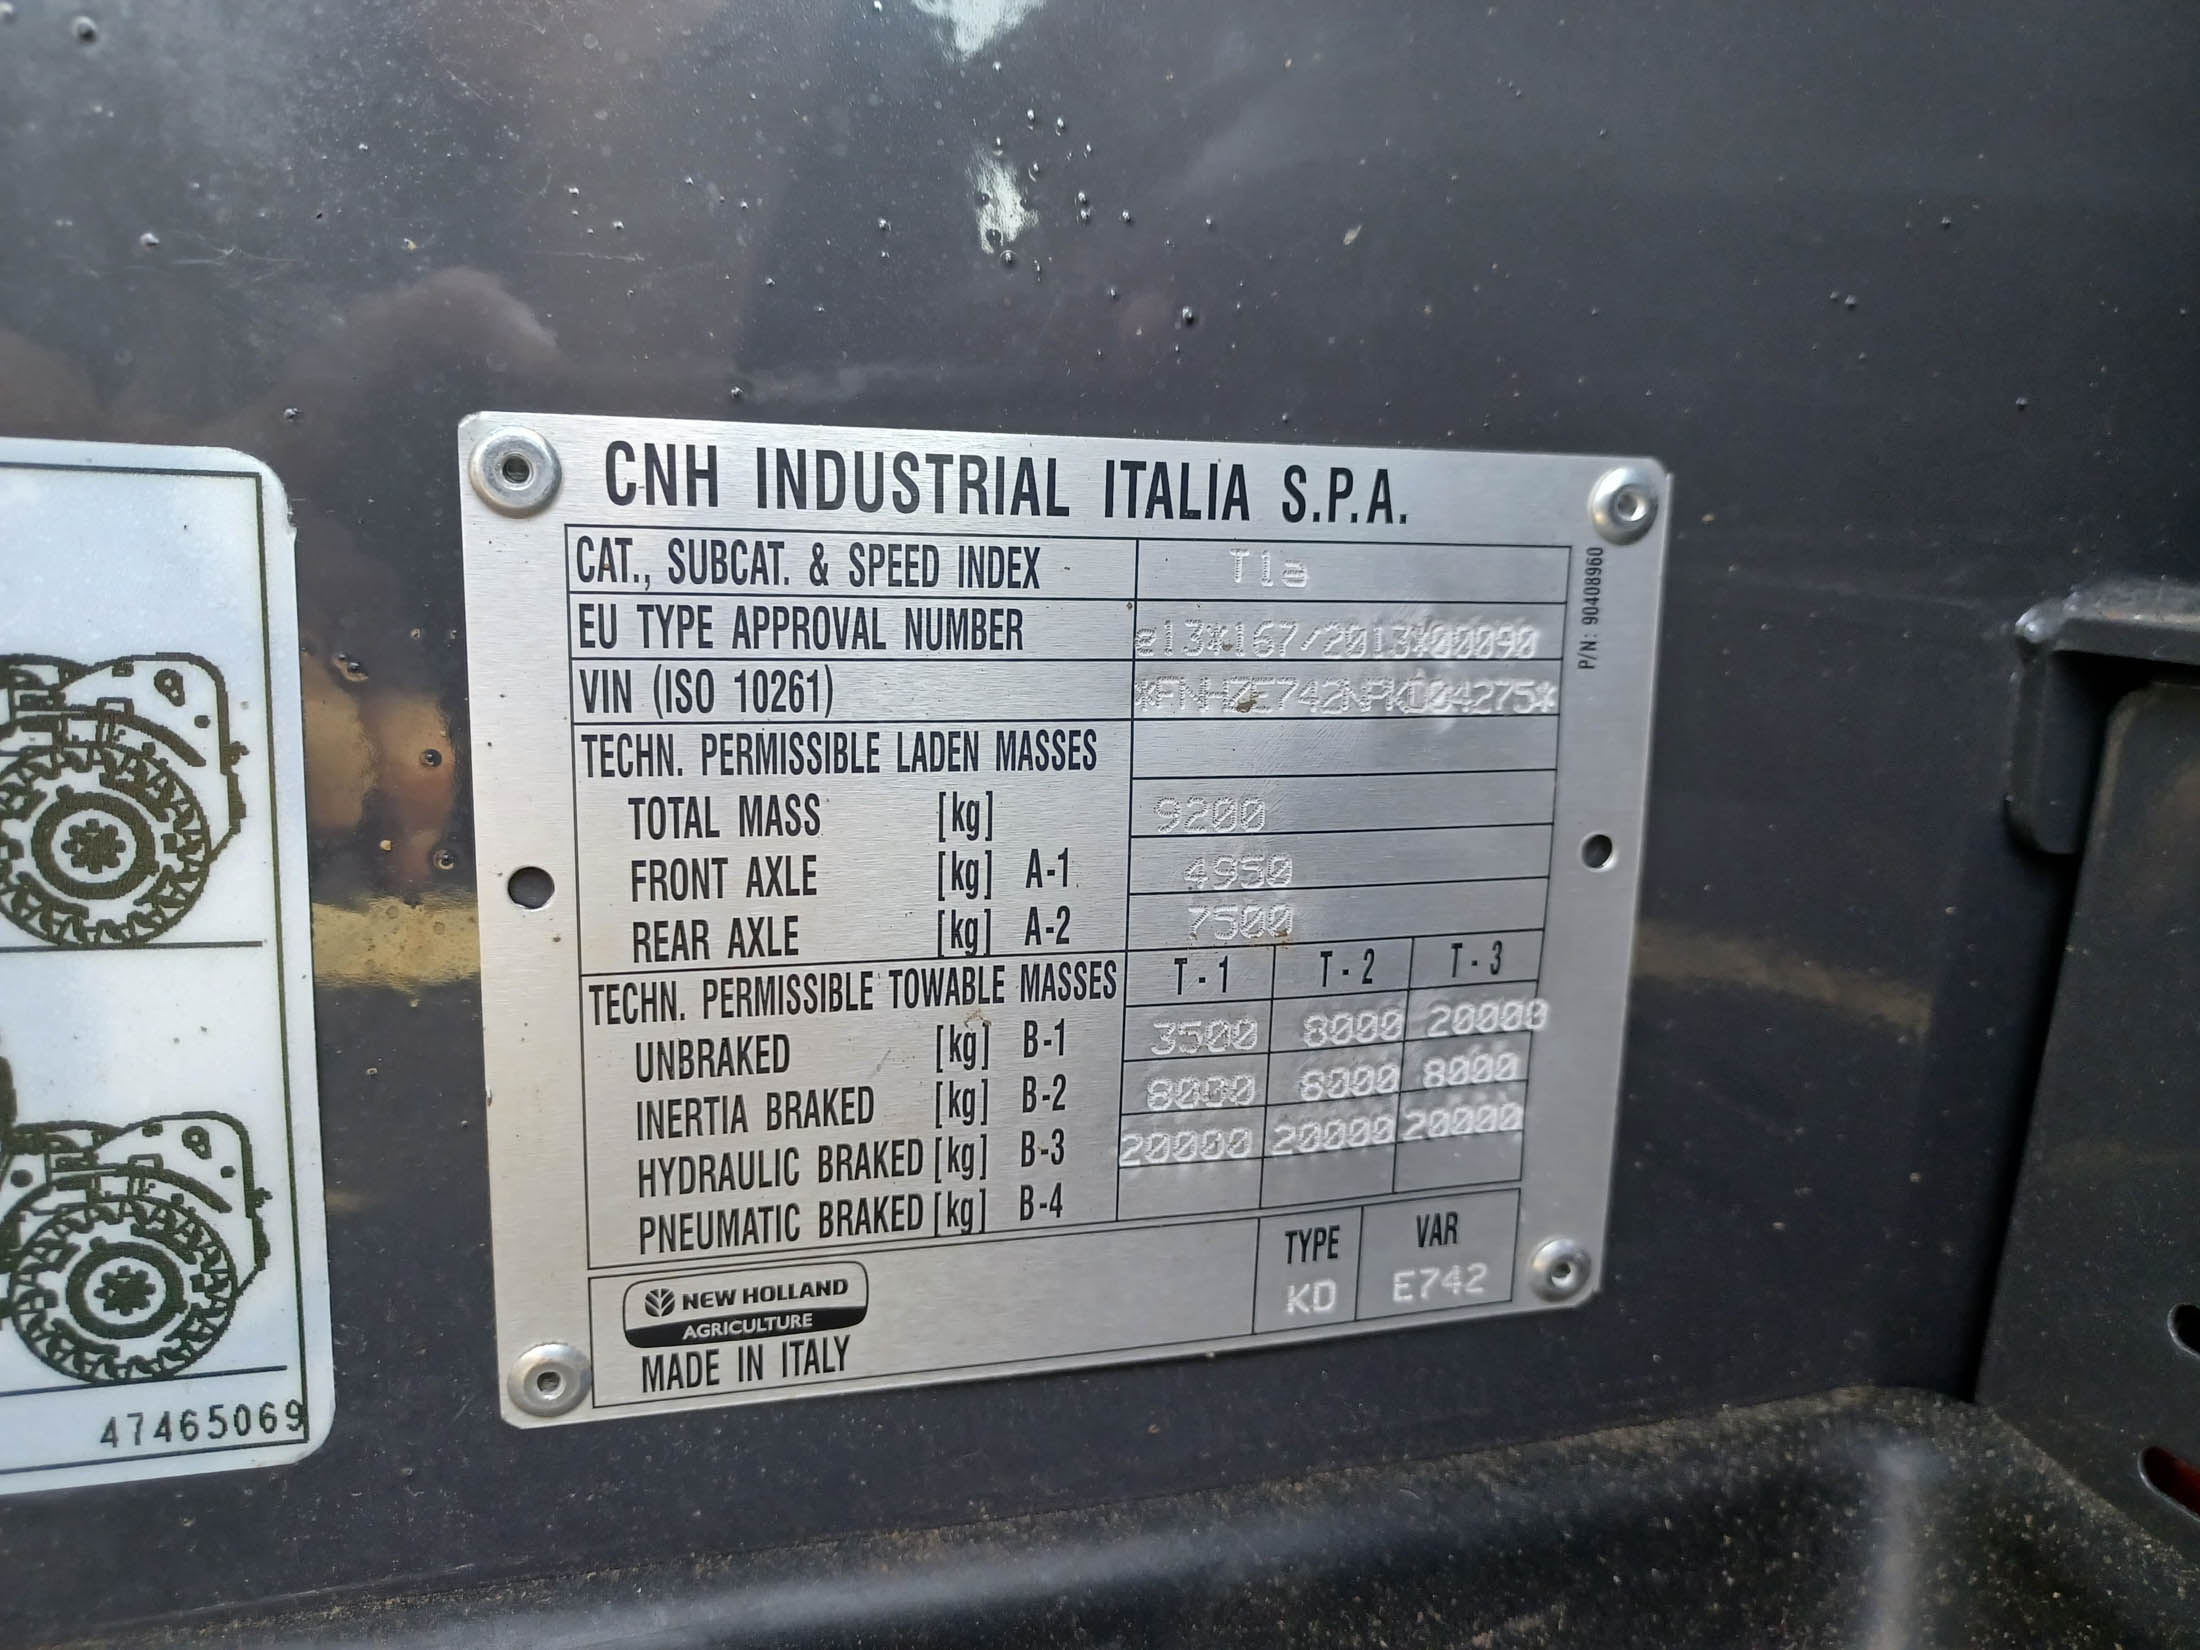 CNH INDUSTRIAL ITALIA S.P.A.
CAT., SUBCAT. & SPEED INDEX T1a
EU TYPE APPROVAL NUMBER e13*167/2013*00090
VIN (ISO 10261)
TECHN. PERMISSIBLE LADEN MASSES
TOTAL MASS [kg] 9200
FRONT AXLE [kg] A-1 4950
REAR AXLE [kg] A-2 7500
TECHN. PERMISSIBLE TOWABLE MASSES T-1 T-2 T-3
UNBRAKED [kg] B-1 3500 8000 20000
INERTIA BRAKED [kg] B-2 8000 8000 8000
HYDRAULIC BRAKED [kg] B-3 20000 20000 20000
PNEUMATIC BRAKED [kg] B-4
TYPE VAR
KD E742
NEW HOLLAND
AGRICULTURE
MADE IN ITALY
P/N: 90408960
47465069